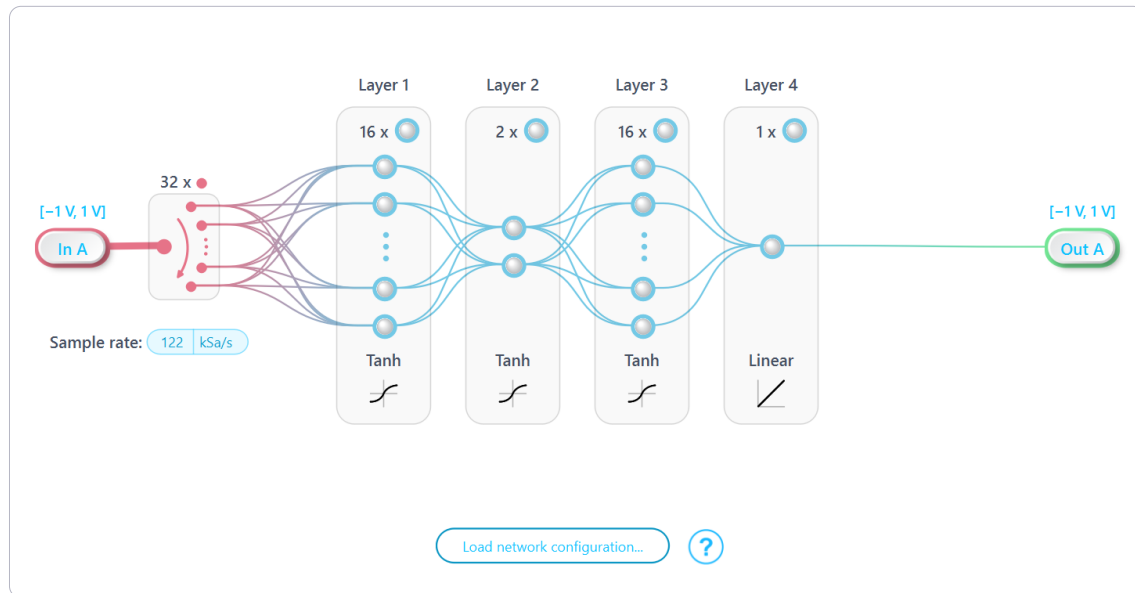 Layer 1 Layer 2 Layer 3 Layer 4
16 x 2 x 16 x 1 x
32 x
[−1 V, 1 V] [−1 V, 1 V]
In A Out A
Sample rate: 122 kSa/s
Tanh Tanh Tanh Linear
Load network configuration... ?